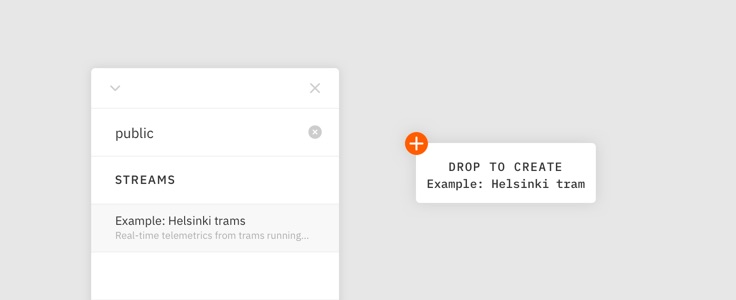 public
STREAMS
Example: Helsinki trams
Real-time telemetrics from trams running...
DROP TO CREATE
Example: Helsinki tram